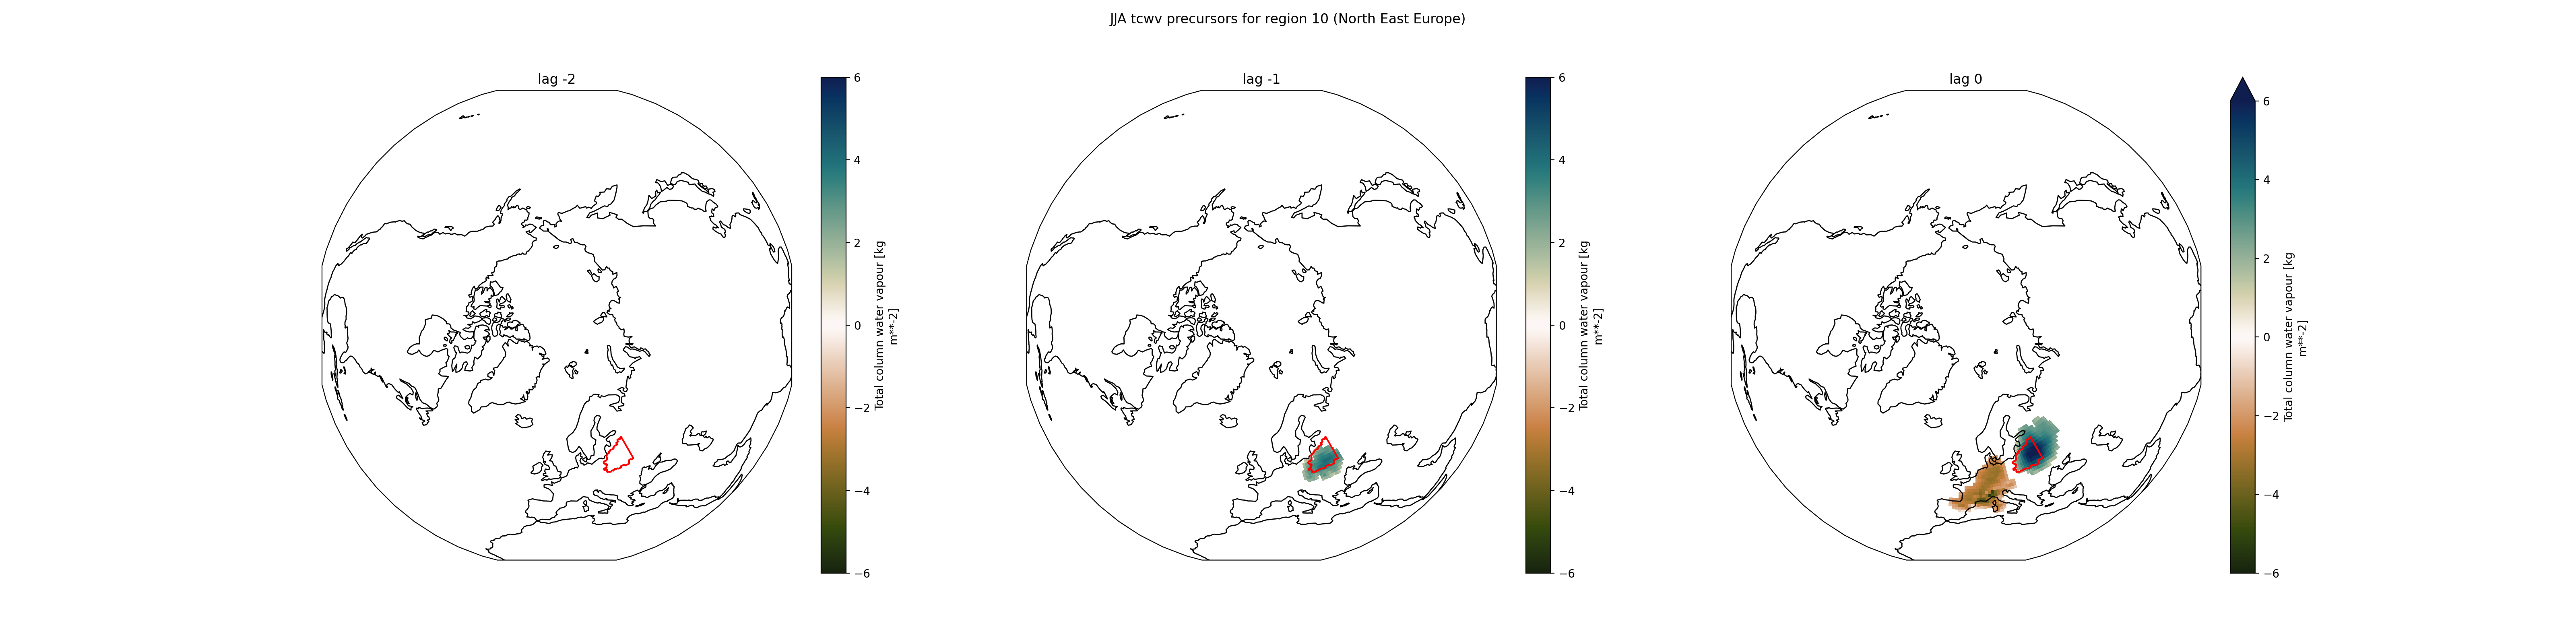 JJA tcwv precursors for region 10 (North East Europe)
lag -2
6
4
2
0
−2
−4
−6
Total column water vapour [kg
m**-2]
lag -1
6
4
2
0
−2
−4
−6
Total column water vapour [kg
m**-2]
lag 0
6
4
2
0
−2
−4
−6
Total column water vapour [kg
m**-2]